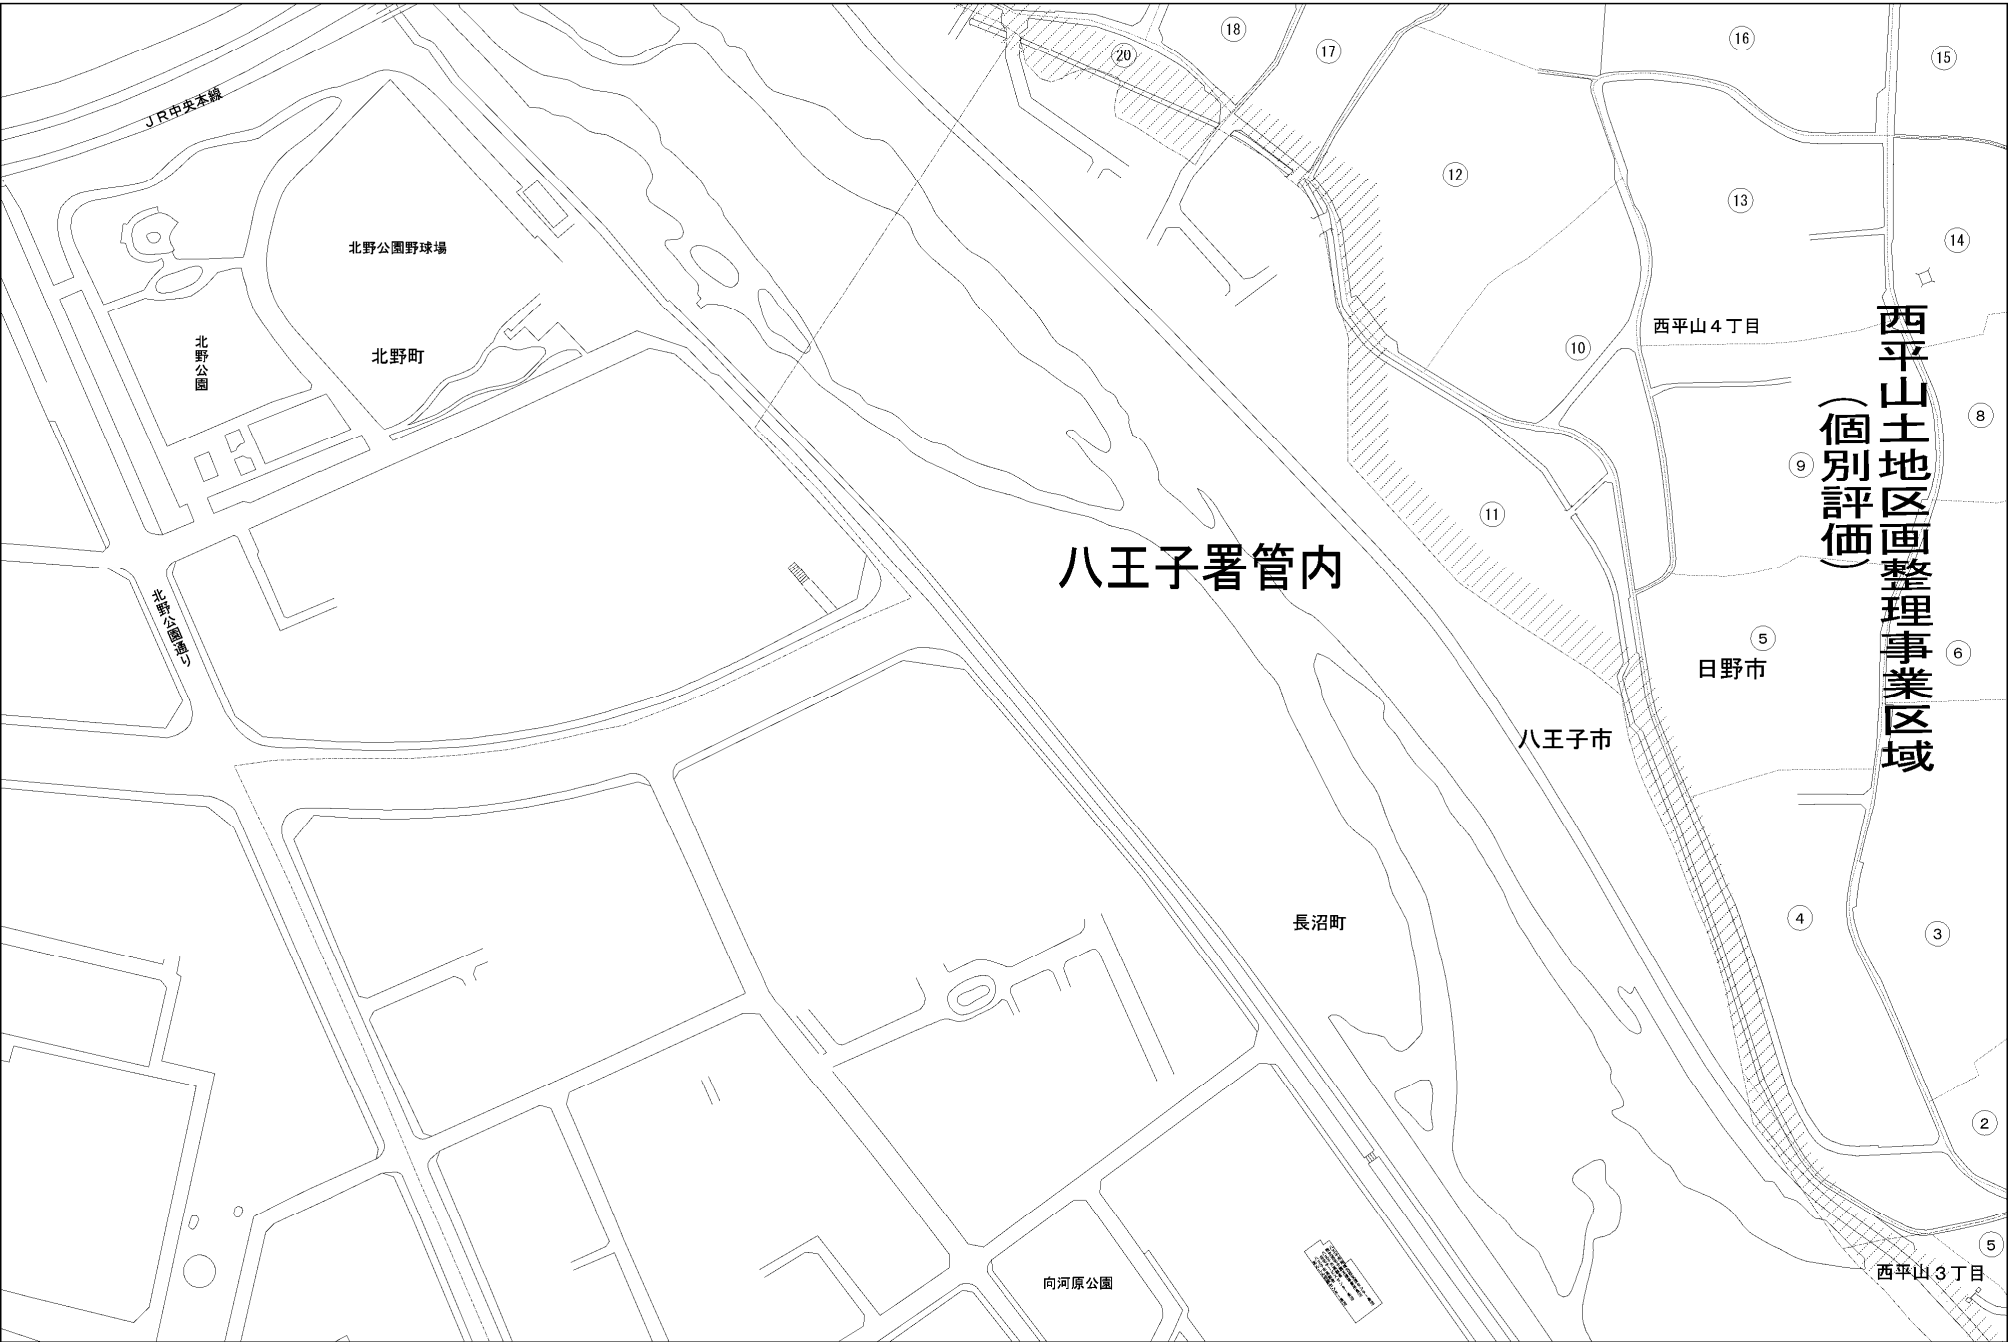 ⑱
⑰
⑯
⑮
⑳
JR中央本線
⑫
⑬
⑭
北野公園野球場
西平山4丁目
北野公園
北野町
⑩
西平山土地区画整理事業区域
(個別評価)
⑧
⑨
⑪
八王子署管内
北野公園通り
⑤
日野市
⑥
八王子市
長沼町
④
③
②
⑤
西平山3丁目
向河原公園